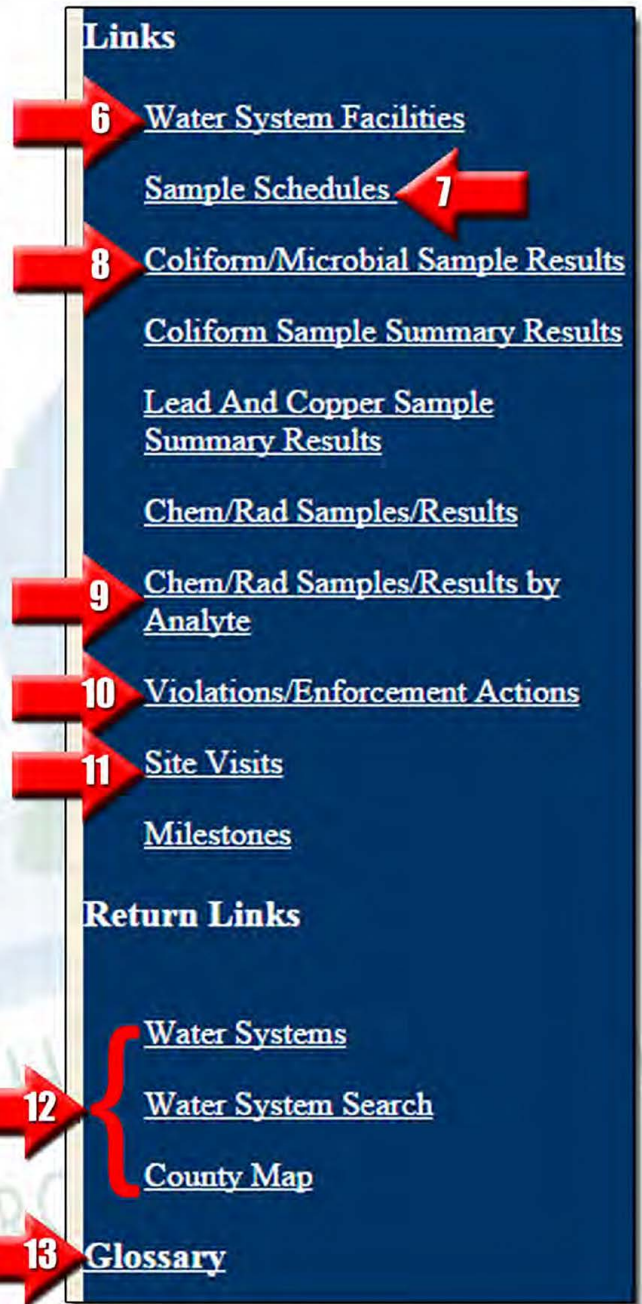 Links
6 Water System Facilities
Sample Schedules 7
8 Coliform/Microbial Sample Results
Coliform Sample Summary Results
Lead And Copper Sample
Summary Results
Chem/Rad Samples/Results
9 Chem/Rad Samples/Results by
Analyte
10 Violations/Enforcement Actions
11 Site Visits
Milestones
Return Links
Water Systems
12 Water System Search
County Map
13 Glossary